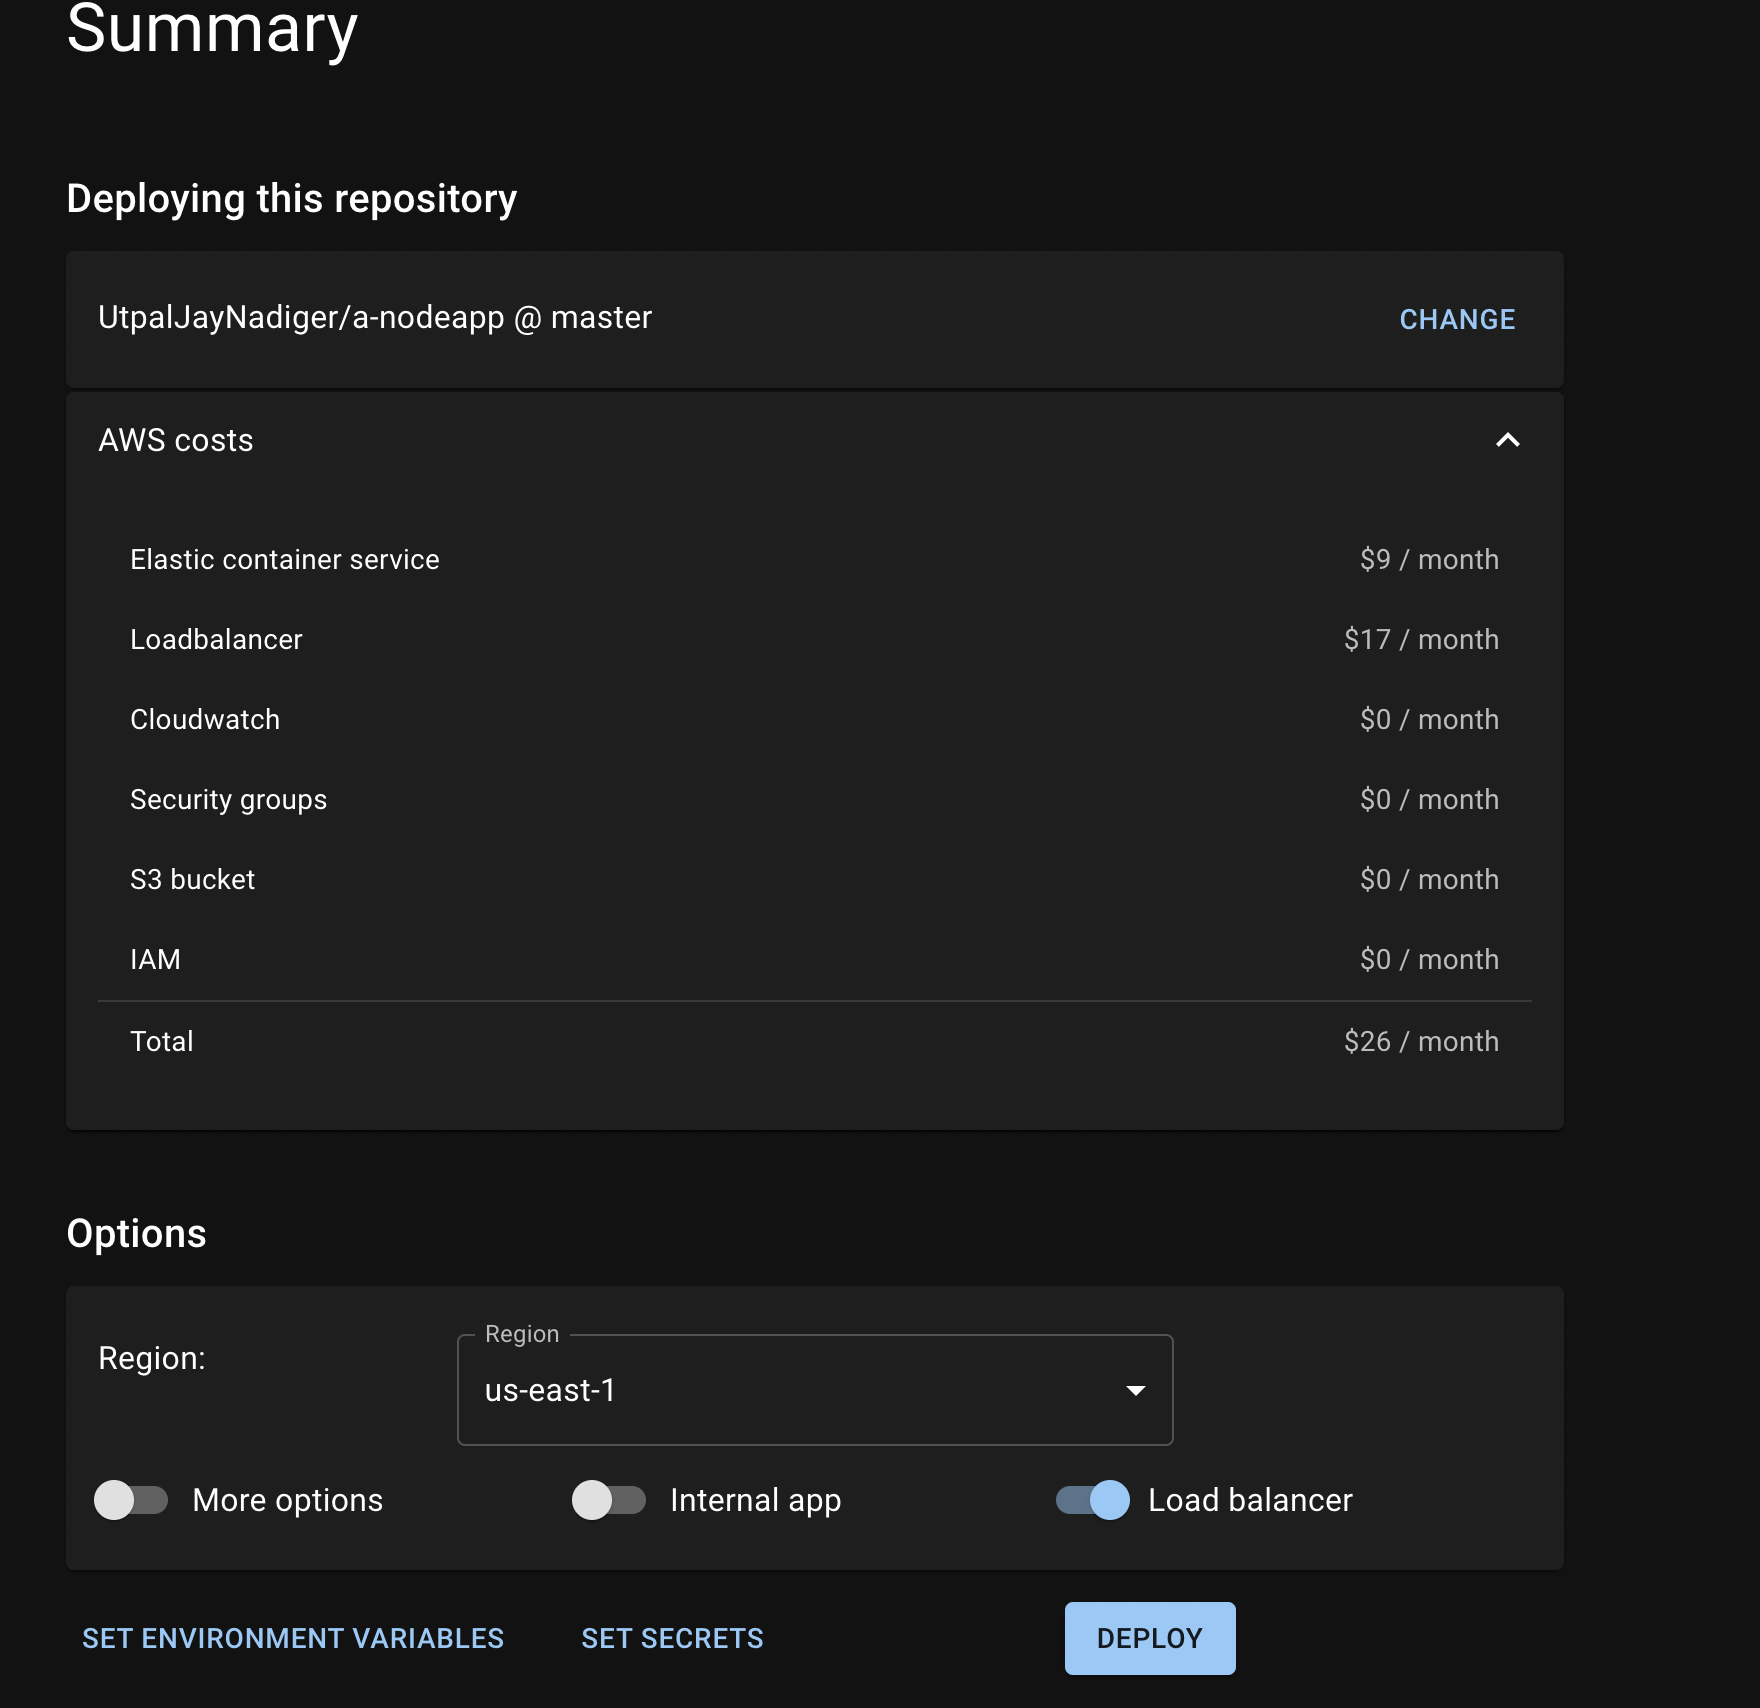 Summary
Deploying this repository
UtpalJayNadiger/a-nodeapp @ master
CHANGE
AWS costs
Elastic container service $9 / month
Loadbalancer $17 / month
Cloudwatch $0 / month
Security groups $0 / month
S3 bucket $0 / month
IAM $0 / month
Total $26 / month
Options
Region:
Region
us-east-1
More options
Internal app
Load balancer
SET ENVIRONMENT VARIABLES
SET SECRETS
DEPLOY